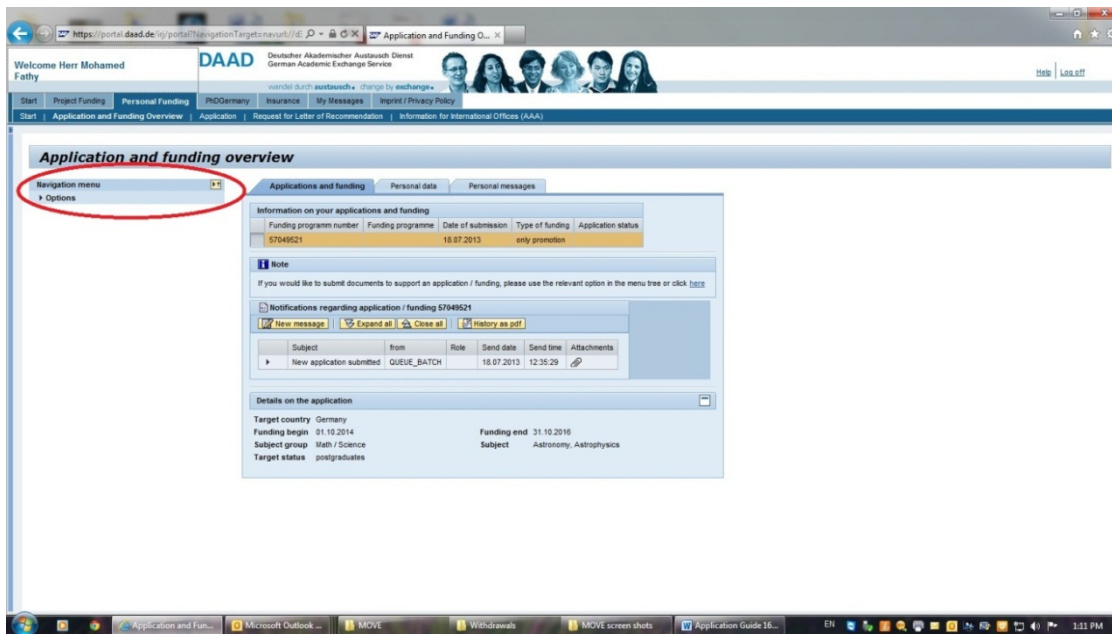 https://portal.daad.de/irj/portal?NavigationTarget=navurl://
Application and Funding O...
Welcome Herr Mohamed
Fathy
DAAD
Deutscher Akademischer Austausch Dienst
German Academic Exchange Service
wandel durch austausch • change by exchange •
Help | Log off
Start Project Funding Personal Funding PhDGermany Insurance My Messages Imprint / Privacy Policy
Start | Application and Funding Overview | Application | Request for Letter of Recommendation | Information for International Offices (AAA)
Application and funding overview
Navigation menu
Options
Applications and funding Personal data Personal messages
Information on your applications and funding
Funding programm number Funding programme Date of submission Type of funding Application status
57049521 18.07.2013 only promotion
Note
If you would like to submit documents to support an application / funding, please use the relevant option in the menu tree or click here
Notifications regarding application / funding 57049521
New message Expand all Close all History as pdf
Subject from Role Send date Send time Attachments
New application submitted QUEUE_BATCH 18.07.2013 12:35:29
Details on the application
Target country Germany
Funding begin 01.10.2014 Funding end 31.10.2016
Subject group Math / Science Subject Astronomy, Astrophysics
Target status postgraduates
Application and Fun... Microsoft Outlook ... MOVE Withdrawals MOVE screen shots Application Guide 16... EN 1:11 PM